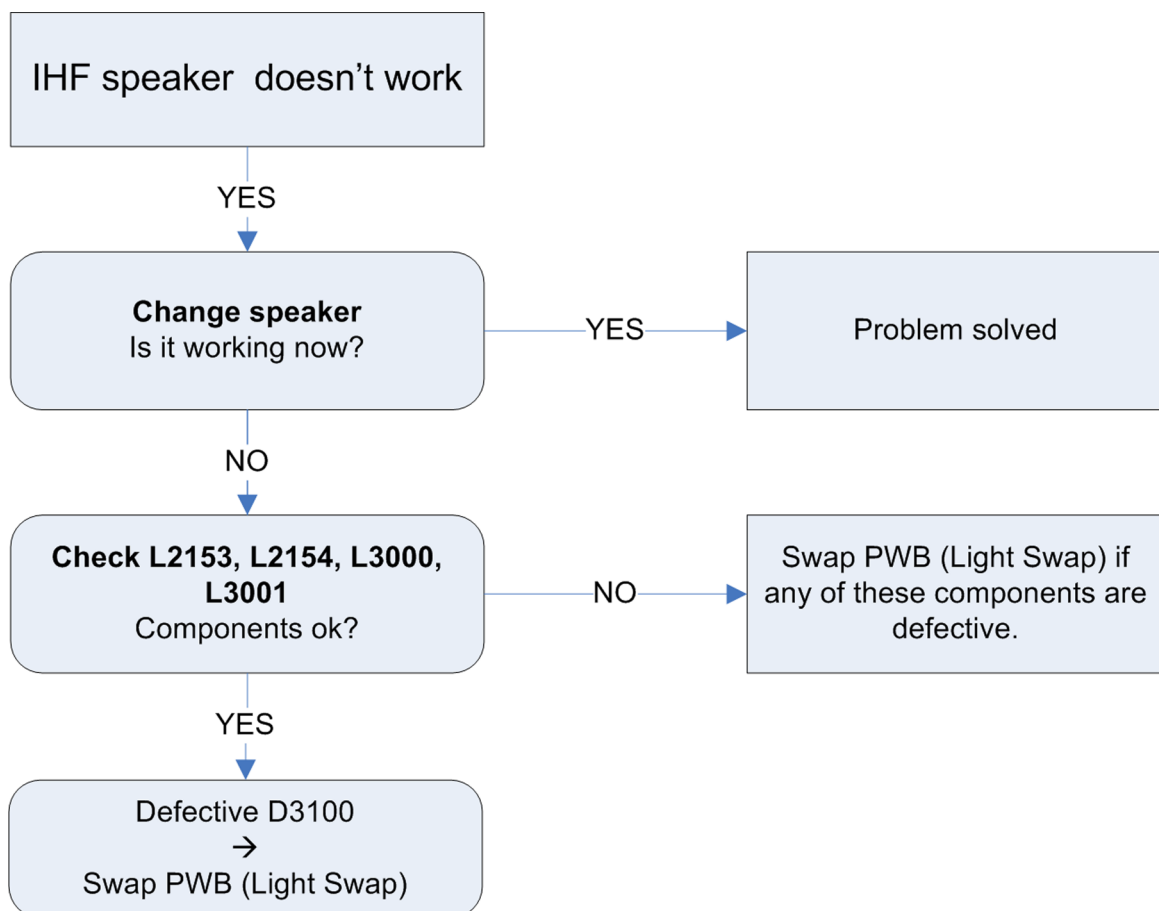 IHF speaker  doesn't work
YES
Change speaker
Is it working now?
YES
Problem solved
NO
Check L2153, L2154, L3000,
L3001
Components ok?
NO
Swap PWB (Light Swap) if
any of these components are
defective.
YES
Defective D3100
→
Swap PWB (Light Swap)